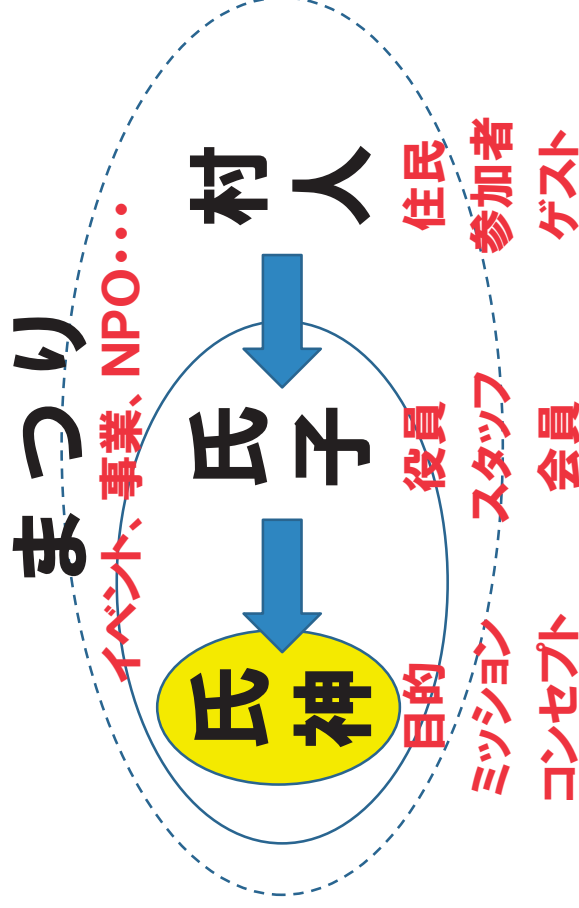 まつり
イベント、事業、NPO…
氏神
氏子
村人
目的
ミッション
コンセプト
役員
スタッフ
会員
住民
参加者
ゲスト